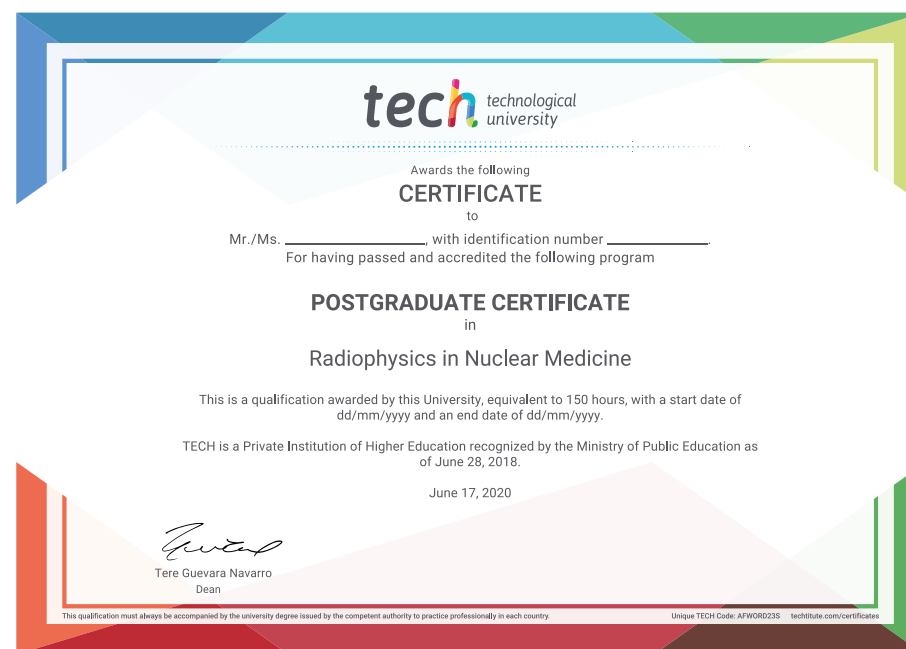 tech technological
university
Awards the following
CERTIFICATE
to
Mr./Ms. ____________________, with identification number ______________.
For having passed and accredited the following program
POSTGRADUATE CERTIFICATE
in
Radiophysics in Nuclear Medicine
This is a qualification awarded by this University, equivalent to 150 hours, with a start date of
dd/mm/yyyy and an end date of dd/mm/yyyy.
TECH is a Private Institution of Higher Education recognized by the Ministry of Public Education as
of June 28, 2018.
June 17, 2020
Tere Guevara Navarro
Dean
This qualification must always be accompanied by the university degree issued by the competent authority to practice professionally in each country. Unique TECH Code: AFWORD23S techtitute.com/certificates